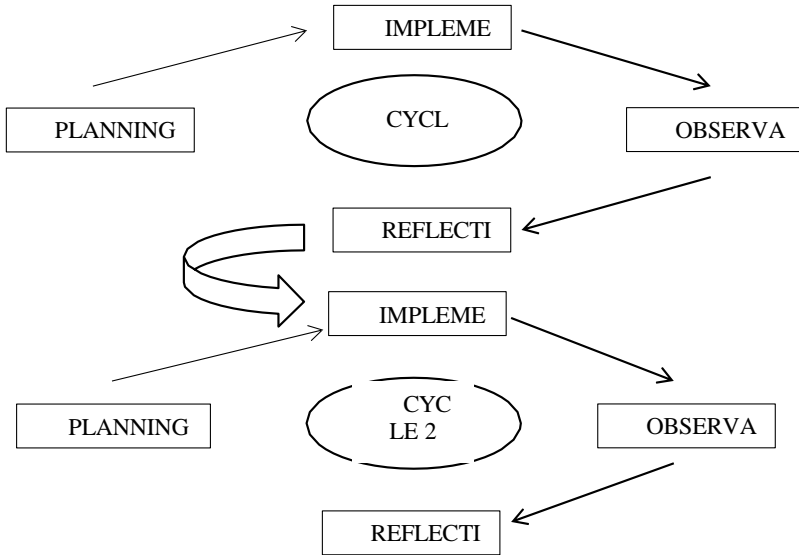 IMPLEME
PLANNING
CYCL
OBSERVA
REFLECTI
IMPLEME
PLANNING
CYC
LE 2
OBSERVA
REFLECTI